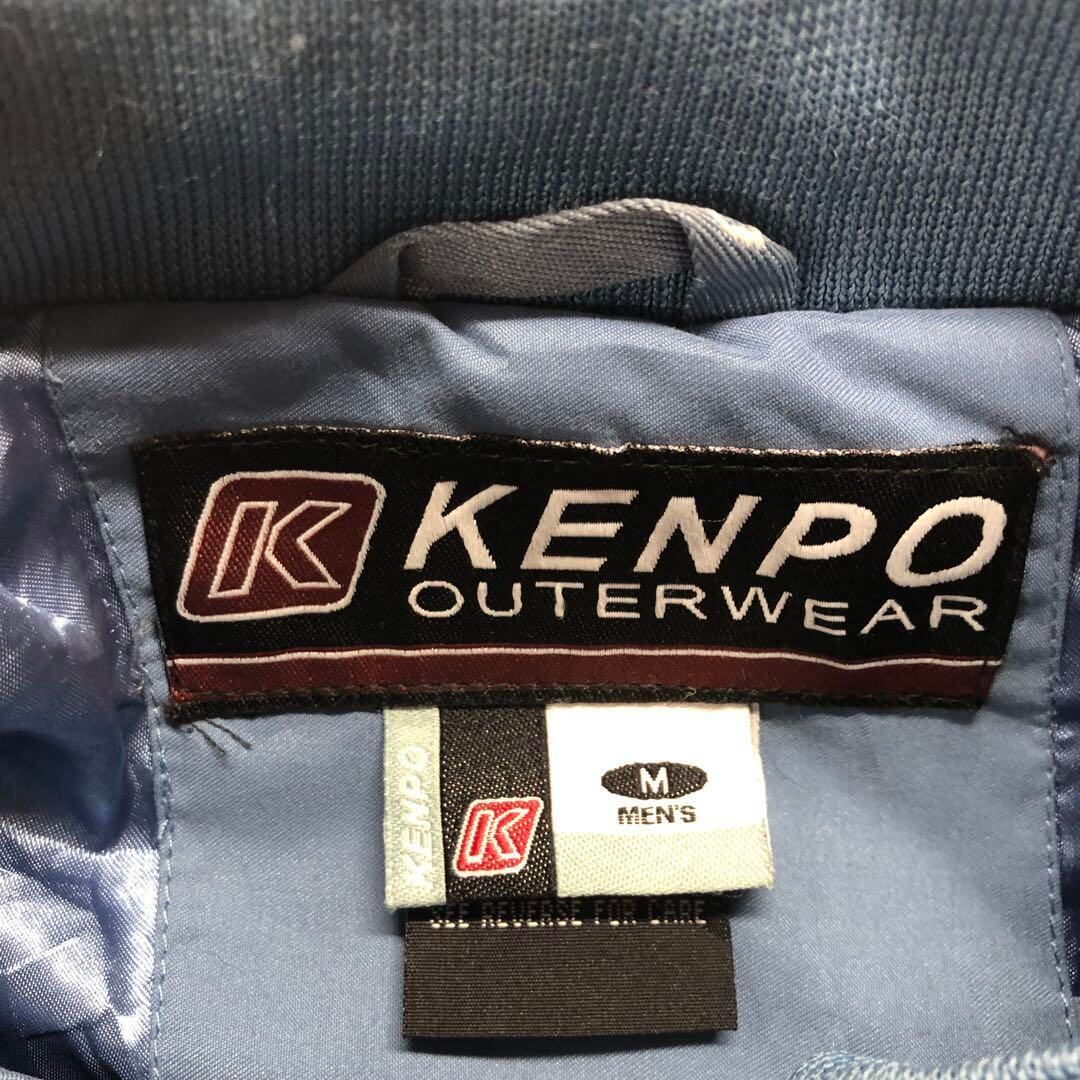 K KENPO
OUTERWEAR
KENPO
K
M
MEN'S
SEE REVERSE FOR CARE